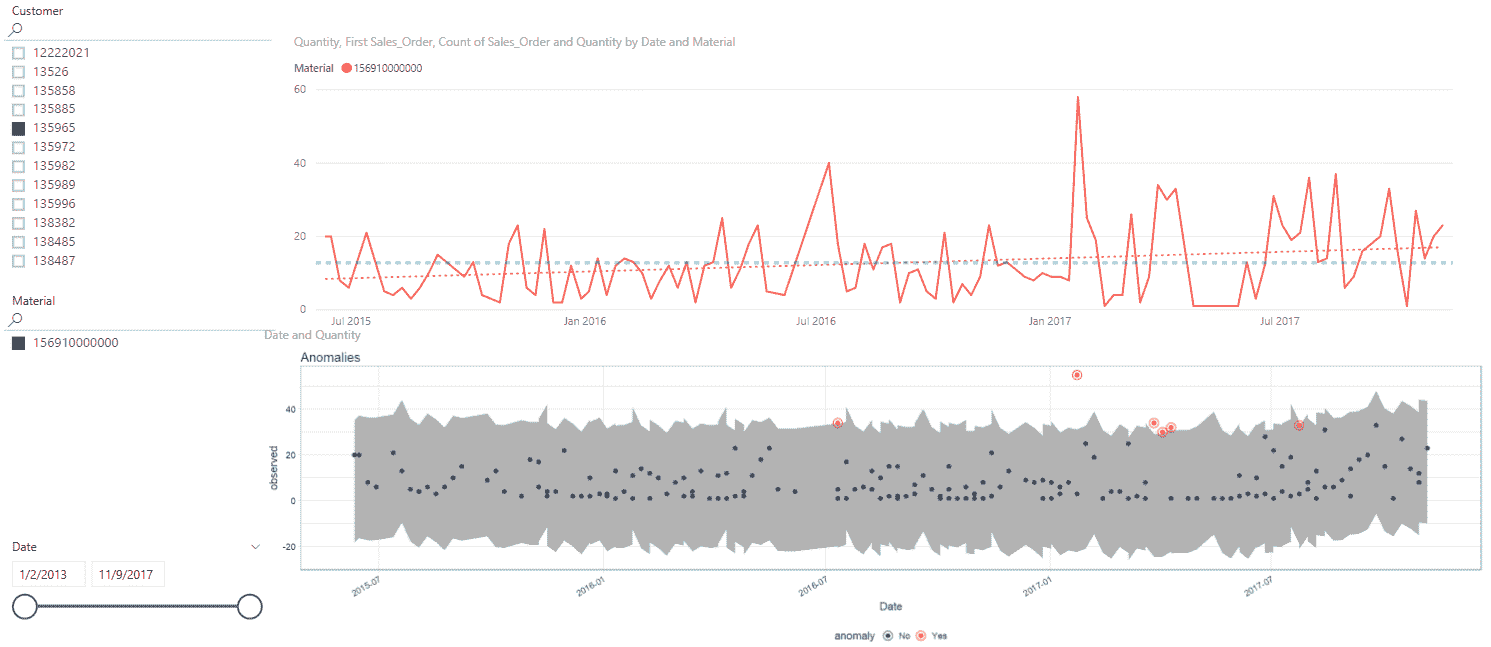 Customer
12222021
13526
135858
135885
135965
135972
135982
135989
135996
138382
138485
138487
Material
156910000000
Date
1/2/2013 11/9/2017
Quantity, First Sales_Order, Count of Sales_Order and Quantity by Date and Material
Material 156910000000
60
40
20
0
Jul 2015 Jan 2016 Jul 2016 Jan 2017 Jul 2017
Date and Quantity
Anomalies
observed
40
20
0
-20
2015-07 2016-01 2016-07 2017-01 2017-07
Date
anomaly No Yes